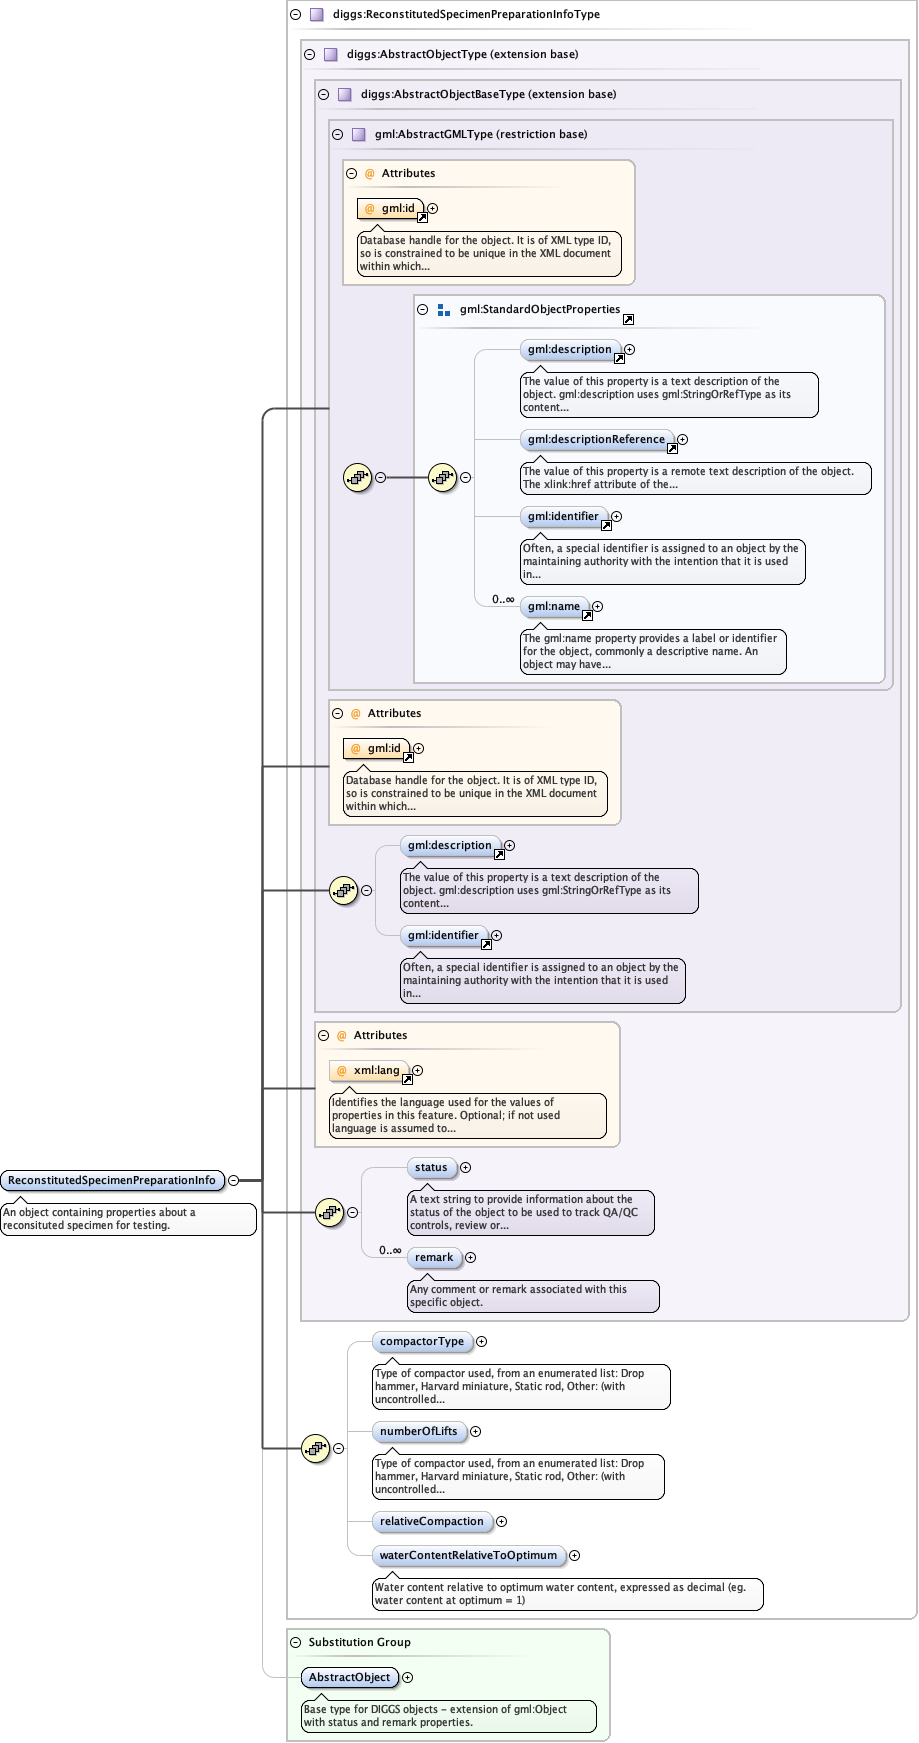 diggs:ReconstitutedSpecimenPreparationInfoType
diggs:AbstractObjectType (extension base)
diggs:AbstractObjectBaseType (extension base)
gml:AbstractGMLType (restriction base)
@ Attributes
@ gml:id
Database handle for the object. It is of XML type ID,
so is constrained to be unique in the XML document
within which...
gml:StandardObjectProperties
gml:description
The value of this property is a text description of the
object. gml:description uses gml:StringOrRefType as its
content...
gml:descriptionReference
The value of this property is a remote text description of the object.
The xlink:href attribute of the...
gml:identifier
Often, a special identifier is assigned to an object by the
maintaining authority with the intention that it is used
in...
0..∞
gml:name
The gml:name property provides a label or identifier
for the object, commonly a descriptive name. An
object may have...
@ Attributes
@ gml:id
Database handle for the object. It is of XML type ID,
so is constrained to be unique in the XML document
within which...
gml:description
The value of this property is a text description of the
object. gml:description uses gml:StringOrRefType as its
content...
gml:identifier
Often, a special identifier is assigned to an object by the
maintaining authority with the intention that it is used
in...
@ Attributes
@ xml:lang
Identifies the language used for the values of
properties in this feature. Optional; if not used
language is assumed to...
ReconstitutedSpecimenPreparationInfo
An object containing properties about a
reconsituted specimen for testing.
status
A text string to provide information about the
status of the object to be used to track QA/QC
controls, review or...
0..∞
remark
Any comment or remark associated with this
specific object.
compactorType
Type of compactor used, from an enumerated list: Drop
hammer, Harvard miniature, Static rod, Other: (with
uncontrolled...
numberOfLifts
Type of compactor used, from an enumerated list: Drop
hammer, Harvard miniature, Static rod, Other: (with
uncontrolled...
relativeCompaction
waterContentRelativeToOptimum
Water content relative to optimum water content, expressed as decimal (eg.
water content at optimum = 1)
Substitution Group
AbstractObject
Base type for DIGGS objects - extension of gml:Object
with status and remark properties.